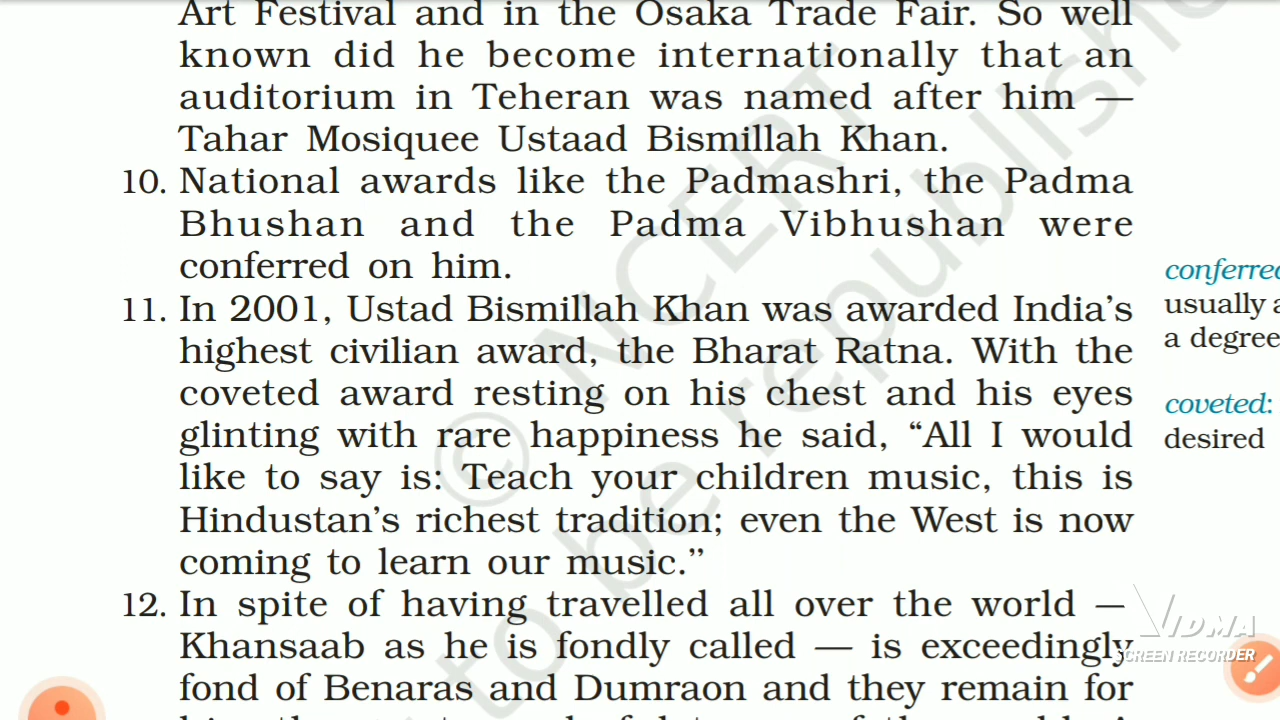 Art Festival and in the Osaka Trade Fair. So well
known did he become internationally that an
auditorium in Teheran was named after him —
Tahar Mosiquee Ustaad Bismillah Khan.
10. National awards like the Padmashri, the Padma
Bhushan and the Padma Vibhushan were
conferred on him.
11. In 2001, Ustad Bismillah Khan was awarded India's
highest civilian award, the Bharat Ratna. With the
coveted award resting on his chest and his eyes
glinting with rare happiness he said, “All I would
like to say is: Teach your children music, this is
Hindustan's richest tradition; even the West is now
coming to learn our music.’’
12. In spite of having travelled all over the world —
Khansaab as he is fondly called — is exceedingly
fond of Benaras and Dumraon and they remain for
conferred
usually a
a degree
coveted:
desired
© NCERT
to be republishe
VIDMA
SCREEN RECORDER